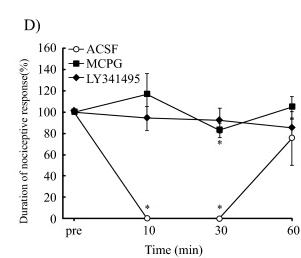 D)
160
140
120
100
80
60
40
20
0
ACSF
MCPG
LY341495
*
*
*
*
pre
10
30
60
Time (min)
Duration of nociceptive response(%)